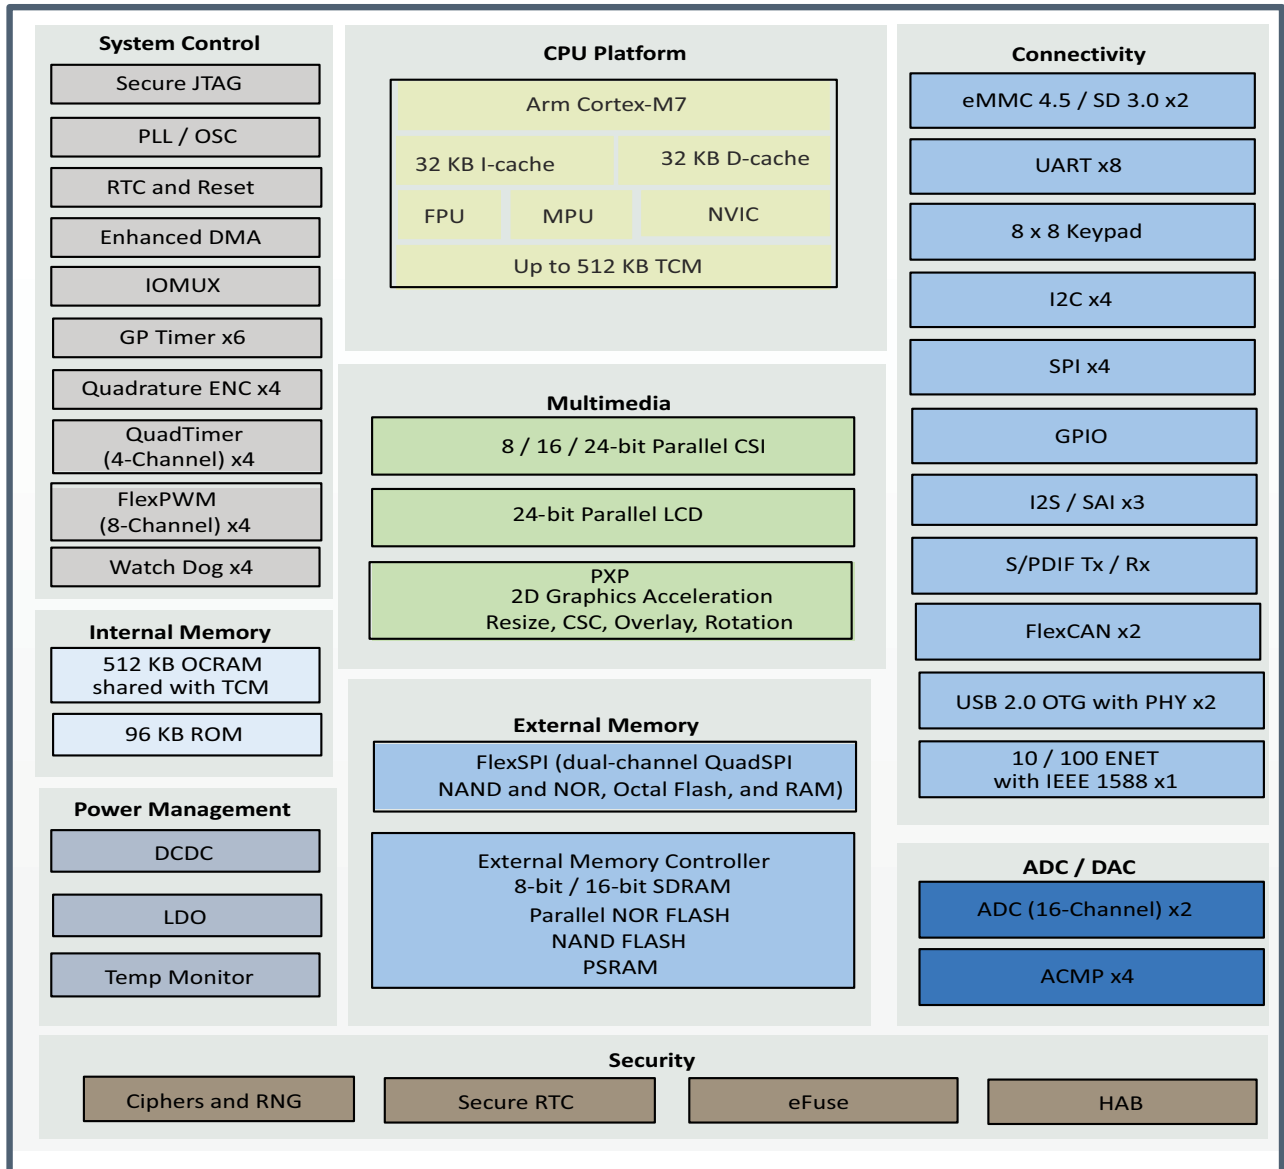 System Control
Secure JTAG
PLL / OSC
RTC and Reset
Enhanced DMA
IOMUX
GP Timer x6
Quadrature ENC x4
QuadTimer
(4-Channel) x4
FlexPWM
(8-Channel) x4
Watch Dog x4
Internal Memory
512 KB OCRAM
shared with TCM
96 KB ROM
Power Management
DCDC
LDO
Temp Monitor
CPU Platform
Arm Cortex-M7
32 KB I-cache
32 KB D-cache
FPU
MPU
NVIC
Up to 512 KB TCM
Multimedia
8 / 16 / 24-bit Parallel CSI
24-bit Parallel LCD
PXP
2D Graphics Acceleration
Resize, CSC, Overlay, Rotation
External Memory
FlexSPI (dual-channel QuadSPI
NAND and NOR, Octal Flash, and RAM)
External Memory Controller
8-bit / 16-bit SDRAM
Parallel NOR FLASH
NAND FLASH
PSRAM
Connectivity
eMMC 4.5 / SD 3.0 x2
UART x8
8 x 8 Keypad
I2C x4
SPI x4
GPIO
I2S / SAI x3
S/PDIF Tx / Rx
FlexCAN x2
USB 2.0 OTG with PHY x2
10 / 100 ENET
with IEEE 1588 x1
ADC / DAC
ADC (16-Channel) x2
ACMP x4
Security
Ciphers and RNG
Secure RTC
eFuse
HAB